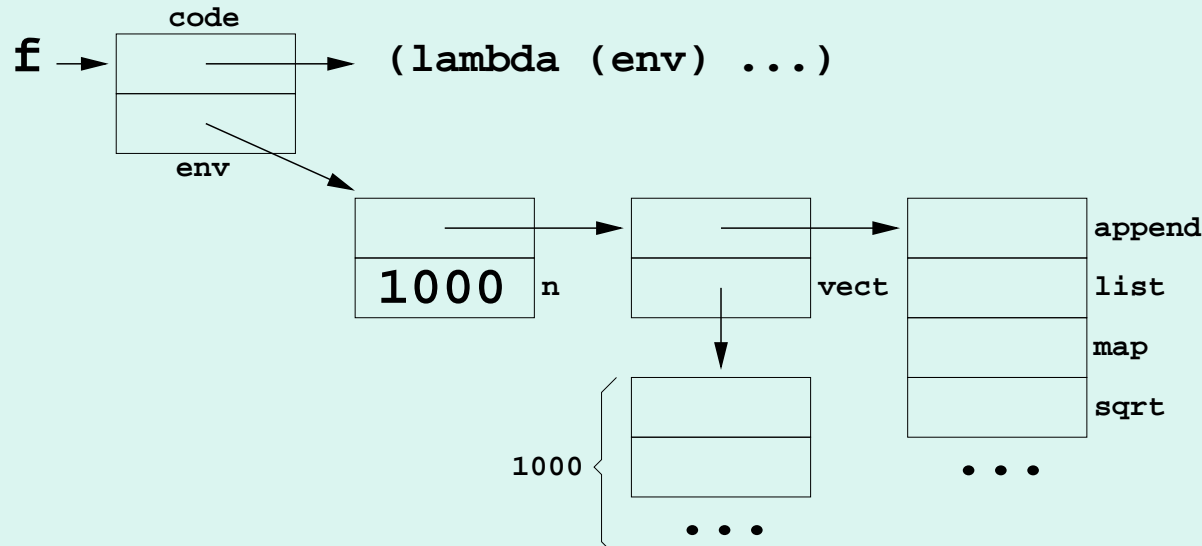 code
f (lambda (env) ...)
env
append
1000 n vect list
map
sqrt
1000
...
...